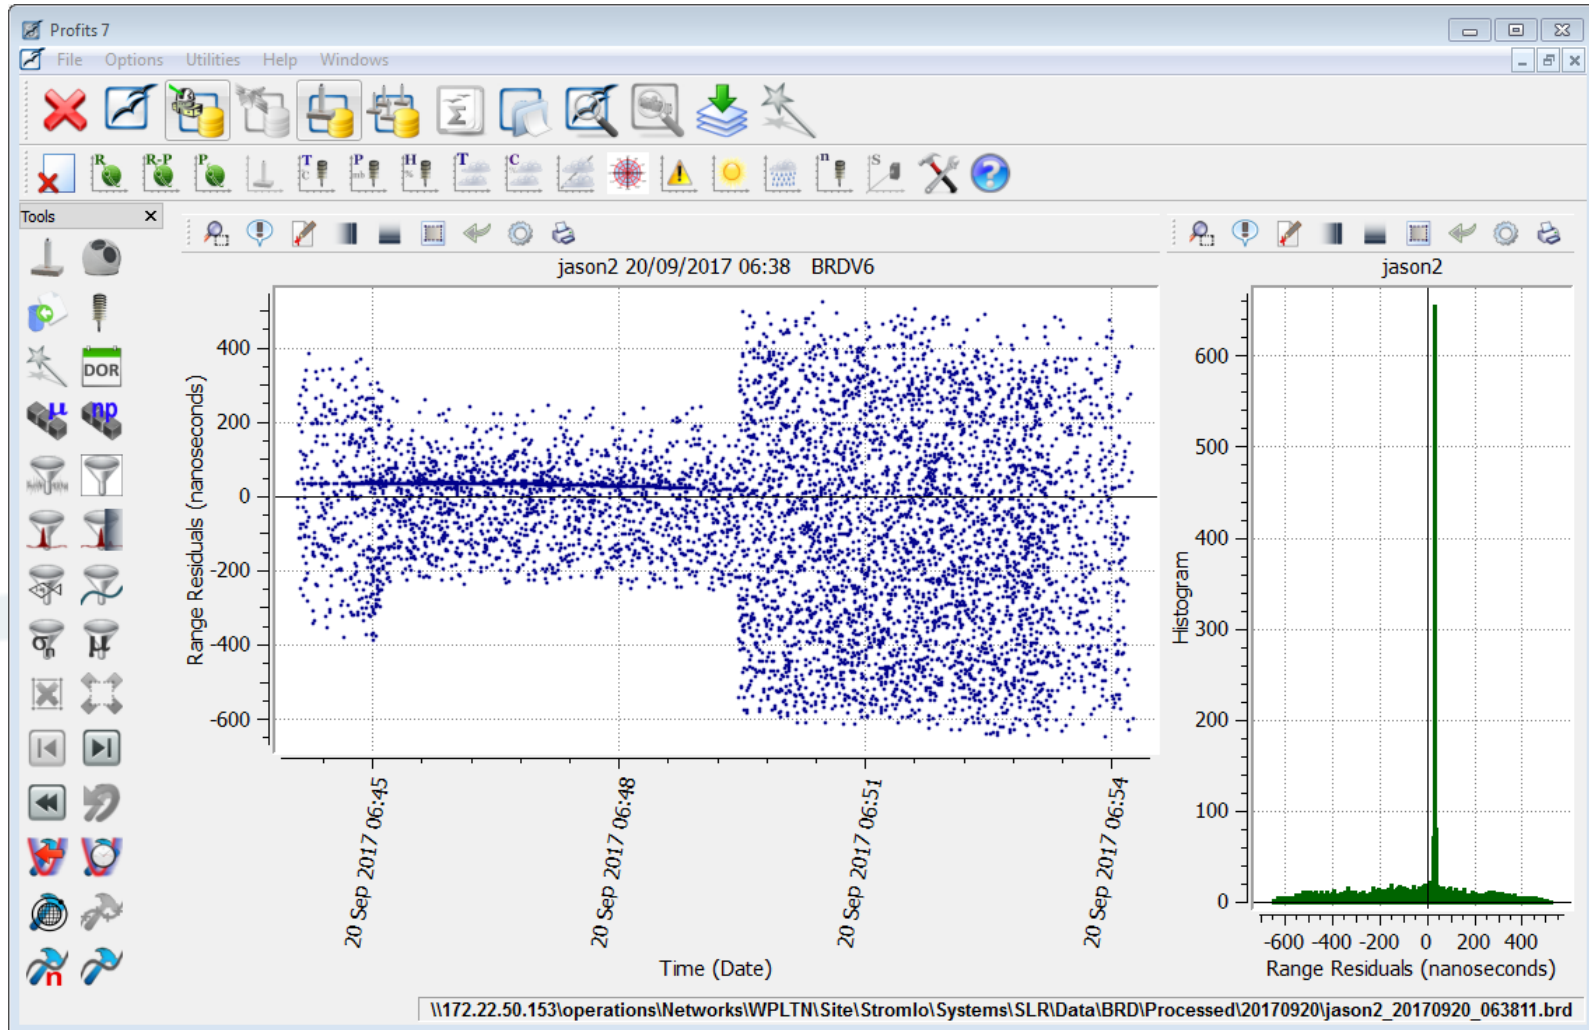 Profits 7
File Options Utilities Help Windows
R R-P P T C P mb H % T C n S
Tools
DOR
μ np
σn μ
n
jason2 20/09/2017 06:38 BRDV6
Range Residuals (nanoseconds)
400
200
0
-200
-400
-600
20 Sep 2017 06:45
20 Sep 2017 06:48
20 Sep 2017 06:51
20 Sep 2017 06:54
Time (Date)
jason2
Histogram
600
500
400
300
200
100
0
-600 -400 -200 0 200 400
Range Residuals (nanoseconds)
\\172.22.50.153\operations\Networks\WPLTN\Site\Stromlo\Systems\SLR\Data\BRD\Processed\20170920\jason2_20170920_063811.brd